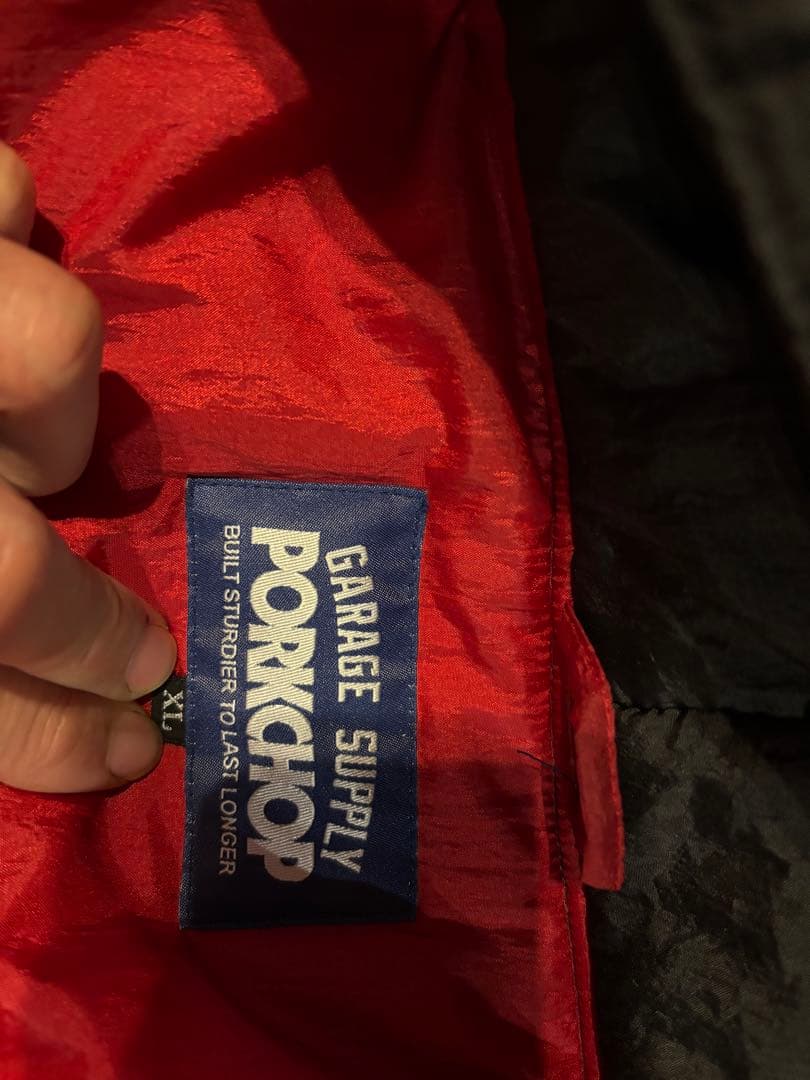 GARAGE SUPPLY
PORKCHOP
BUILT STURDIER TO LAST LONGER
XL